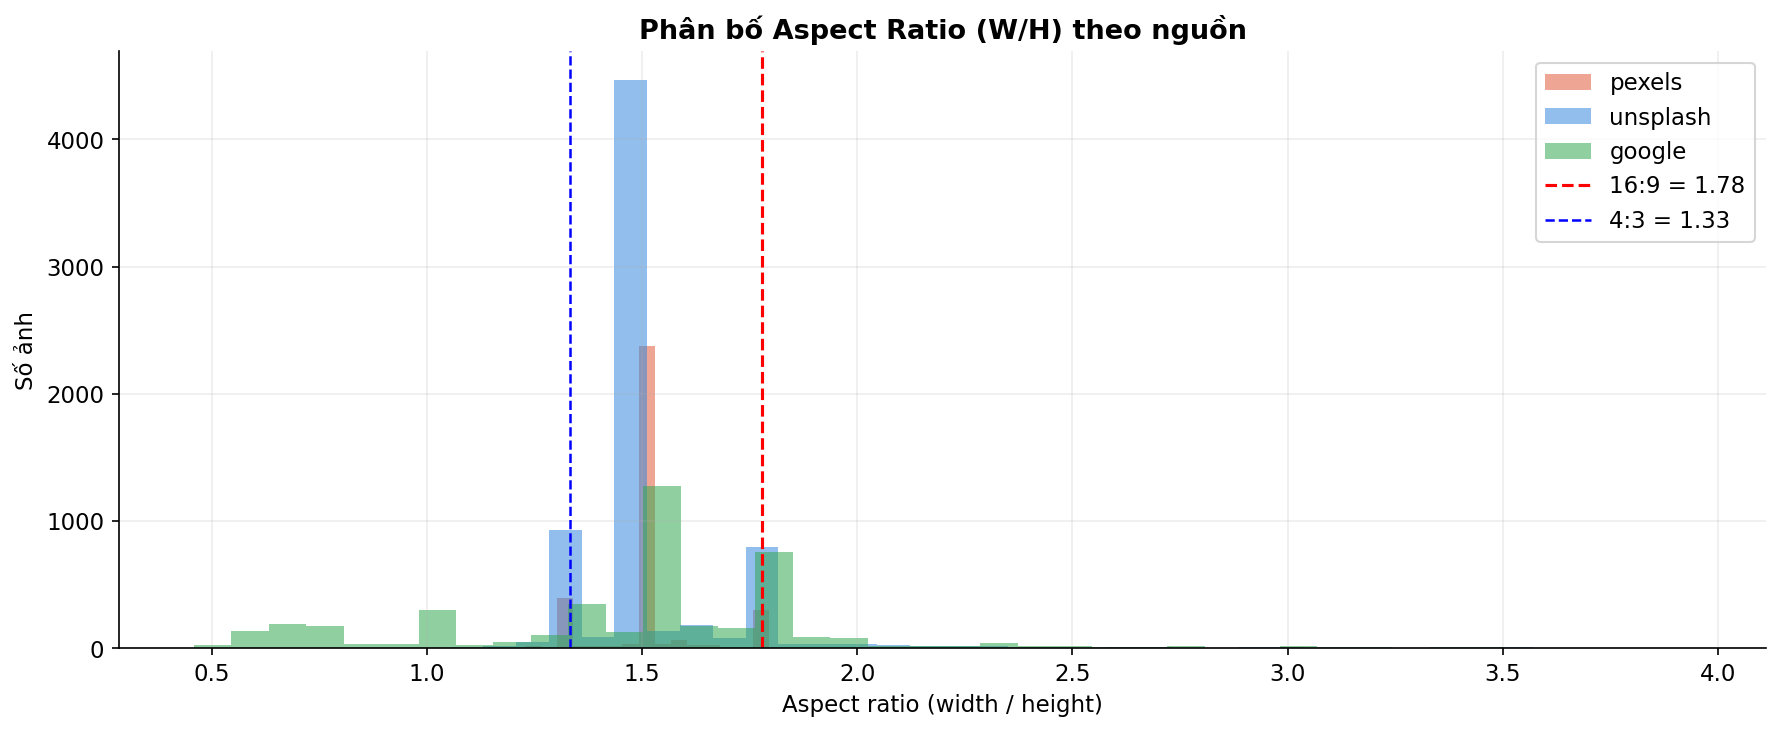 Phân bố Aspect Ratio (W/H) theo nguồn
pexels
unsplash
google
16:9 = 1.78
4:3 = 1.33
Số ảnh
4000
3000
2000
1000
0
0.5 1.0 1.5 2.0 2.5 3.0 3.5 4.0
Aspect ratio (width / height)